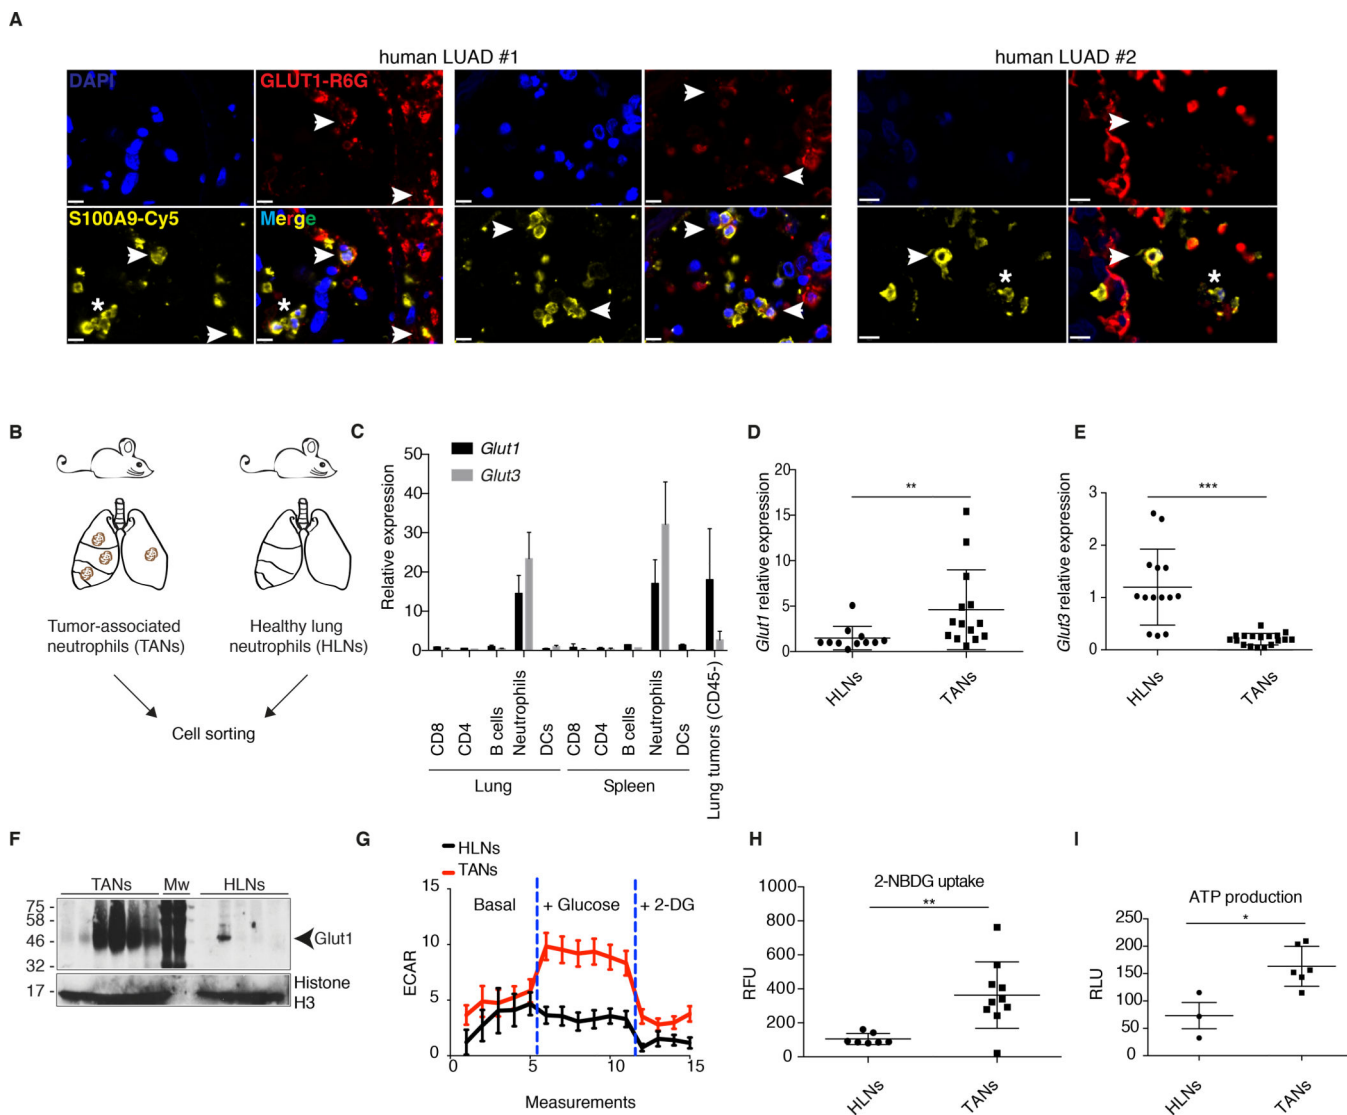 A
human LUAD #1
human LUAD #2
DAPI
GLUT1-R6G
S100A9-Cy5
Merge
*
*
*
*
B
Tumor-associated
neutrophils (TANs)
Healthy lung
neutrophils (HLNs)
Cell sorting
C
Relative expression
Glut1
Glut3
50
40
30
20
10
0
CD8
CD4
B cells
Neutrophils
DCs
CD8
CD4
B cells
Neutrophils
DCs
Lung tumors (CD45-)
Lung
Spleen
D
Glut1 relative expression
20
15
10
5
0
**
HLNs
TANs
E
Glut3 relative expression
3
2
1
0
***
HLNs
TANs
F
TANs
Mw
HLNs
75 -
58 -
46 -
32 -
17 -
Glut1
Histone
H3
G
HLNs
TANs
ECAR
15
10
5
0
Basal
+ Glucose
+ 2-DG
0
5
10
15
Measurements
H
2-NBDG uptake
**
RFU
1000
800
600
400
200
0
HLNs
TANs
I
ATP production
*
RLU
250
200
150
100
50
0
HLNs
TANs